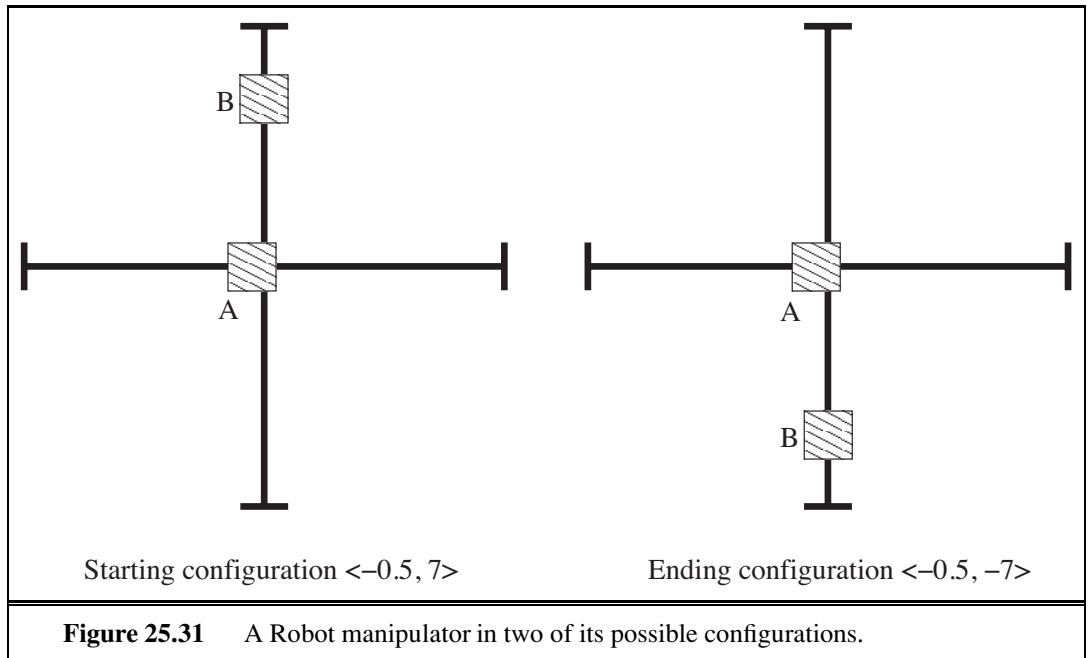 B
A
Starting configuration <−0.5, 7>
A
B
Ending configuration <−0.5, −7>
Figure 25.31 A Robot manipulator in two of its possible configurations.